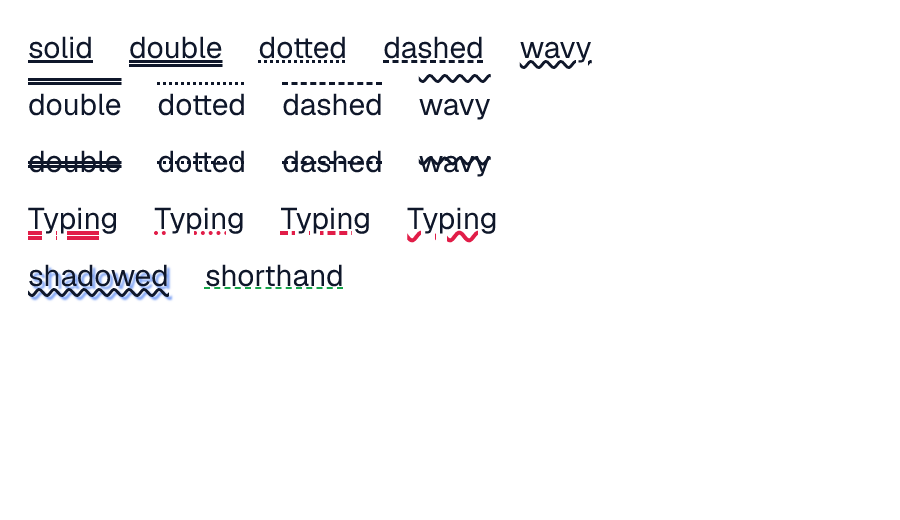 solid double dotted dashed wavy
double dotted dashed wavy
double dotted dashed wavy
Typing Typing Typing Typing
shadowed shorthand